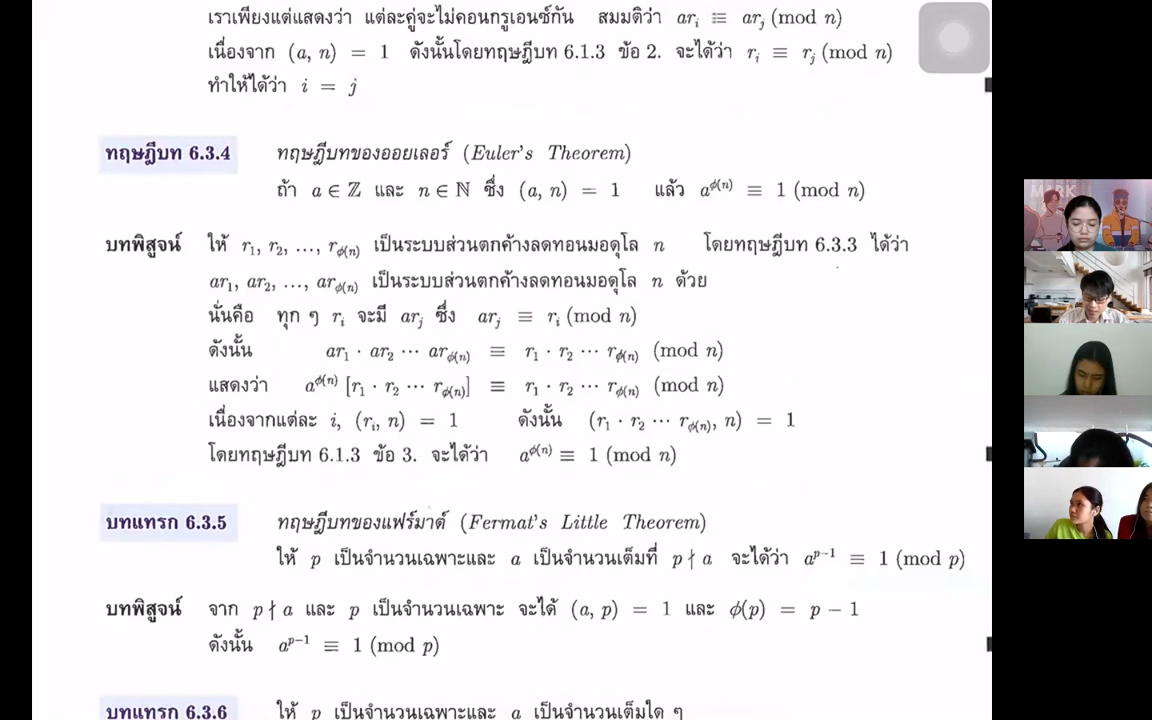 เราเพียงแต่แสดงว่า แต่ละคู่จะไม่คอนกรูเอนซ์กัน สมมติว่า arᵢ ≡ arⱼ (mod n)
เนื่องจาก (a, n) = 1 ดังนั้นโดยทฤษฎีบท 6.1.3 ข้อ 2. จะได้ว่า rᵢ ≡ rⱼ (mod n)
ทำให้ได้ว่า i = j
ทฤษฎีบท 6.3.4 ทฤษฎีบทของออยเลอร์ (Euler's Theorem)
ถ้า a ∈ ℤ และ n ∈ ℕ ซึ่ง (a, n) = 1 แล้ว a^ϕ(n) ≡ 1 (mod n)
บทพิสูจน์ ให้ r₁, r₂, ..., r_ϕ(n) เป็นระบบส่วนตกค้างลดทอนมอดุโล n โดยทฤษฎีบท 6.3.3 ได้ว่า
ar₁, ar₂, ..., ar_ϕ(n) เป็นระบบส่วนตกค้างลดทอนมอดุโล n ด้วย
นั่นคือ ทุก ๆ rᵢ จะมี arⱼ ซึ่ง arⱼ ≡ rᵢ (mod n)
ดังนั้น ar₁ · ar₂ ⋯ ar_ϕ(n) ≡ r₁ · r₂ ⋯ r_ϕ(n) (mod n)
แสดงว่า a^ϕ(n) [r₁ · r₂ ⋯ r_ϕ(n)] ≡ r₁ · r₂ ⋯ r_ϕ(n) (mod n)
เนื่องจากแต่ละ i, (rᵢ, n) = 1 ดังนั้น (r₁ · r₂ ⋯ r_ϕ(n), n) = 1
โดยทฤษฎีบท 6.1.3 ข้อ 3. จะได้ว่า a^ϕ(n) ≡ 1 (mod n)
บทแทรก 6.3.5 ทฤษฎีบทของแฟร์มาต์ (Fermat's Little Theorem)
ให้ p เป็นจำนวนเฉพาะและ a เป็นจำนวนเต็มที่ p ∤ a จะได้ว่า a^p−1 ≡ 1 (mod p)
บทพิสูจน์ จาก p ∤ a และ p เป็นจำนวนเฉพาะ จะได้ (a, p) = 1 และ ϕ(p) = p − 1
ดังนั้น a^p−1 ≡ 1 (mod p)
บทแทรก 6.3.6 ให้ p เป็นจำนวนเฉพาะและ a เป็นจำนวนเต็มใด ๆ
MARK